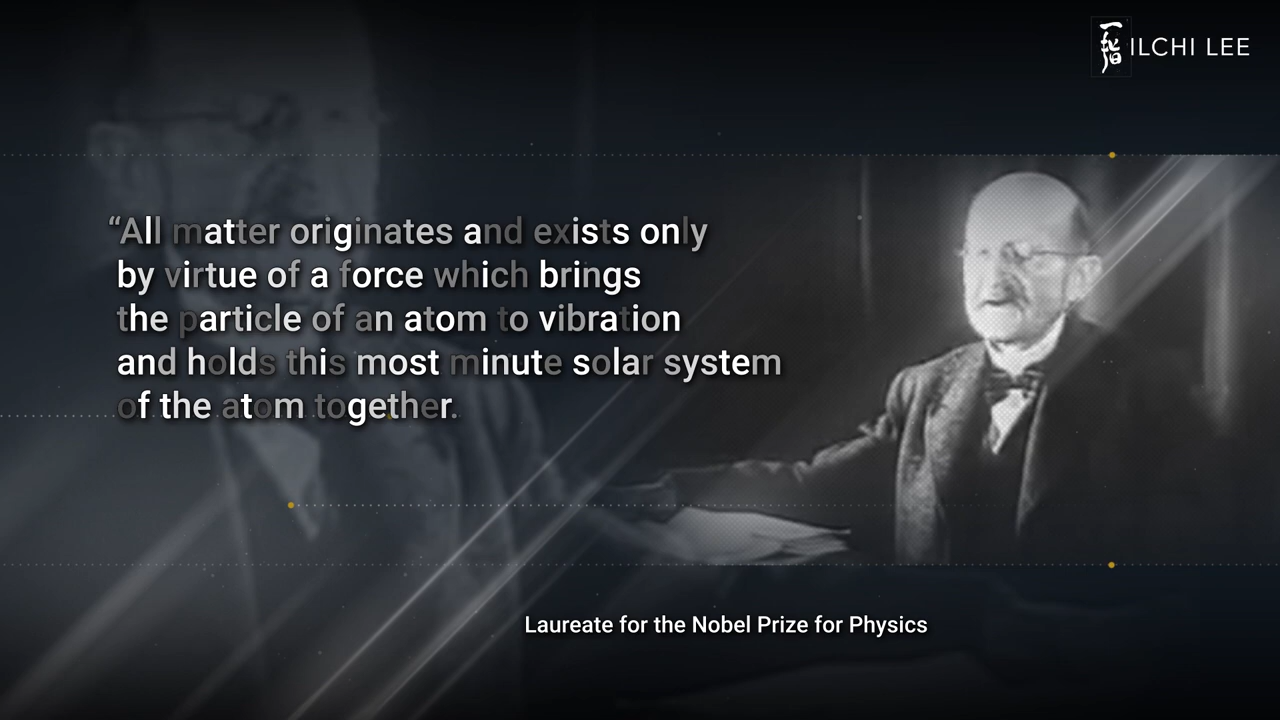 一指 ILCHI LEE
“All matter originates and exists only
by virtue of a force which brings
the particle of an atom to vibration
and holds this most minute solar system
of the atom together.
Laureate for the Nobel Prize for Physics